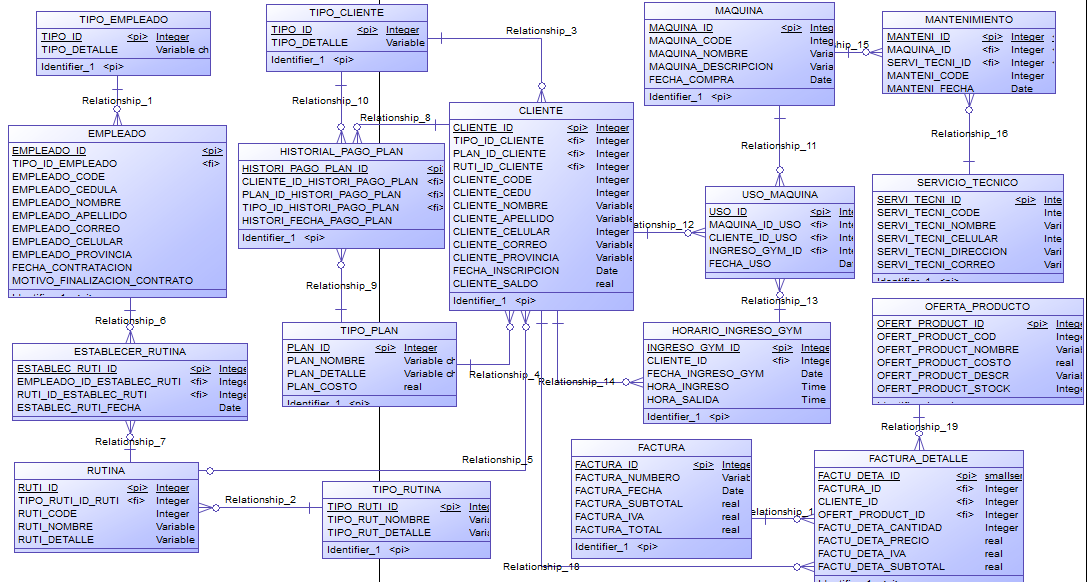 TIPO_EMPLEADO
TIPO_ID <pi> Integer
TIPO_DETALLE Variable ch
Identifier_1 <pi>
Relationship_1
EMPLEADO
EMPLEADO_ID <pi>
TIPO_ID_EMPLEADO <fi>
EMPLEADO_CODE
EMPLEADO_CEDULA
EMPLEADO_NOMBRE
EMPLEADO_APELLIDO
EMPLEADO_CORREO
EMPLEADO_CELULAR
EMPLEADO_PROVINCIA
FECHA_CONTRATACION
MOTIVO_FINALIZACION_CONTRATO
Relationship_6
ESTABLECER_RUTINA
ESTABLEC_RUTI_ID <pi> Intege
EMPLEADO_ID_ESTABLEC_RUTI <fi> Intege
RUTI_ID_ESTABLEC_RUTI <fi> Intege
ESTABLEC_RUTI_FECHA Date
Relationship_7
RUTINA
RUTI_ID <pi> Integer
TIPO_RUTI_ID_RUTI <fi> Integer
RUTI_CODE Integer
RUTI_NOMBRE Variable
RUTI_DETALLE Variable
Relationship_2
TIPO_CLIENTE
TIPO_ID <pi> Integer
TIPO_DETALLE Variable
Identifier_1 <pi>
Relationship_3
Relationship_10
Relationship_8
HISTORIAL_PAGO_PLAN
HISTORI_PAGO_PLAN_ID <pi
CLIENTE_ID_HISTORI_PAGO_PLAN <fi
PLAN_ID_HISTORI_PAGO_PLAN <fi
TIPO_ID_HISTORI_PAGO_PLAN <fi
HISTORI_FECHA_PAGO_PLAN
Identifier_1 <pi>
Relationship_9
TIPO_PLAN
PLAN_ID <pi> Integer
PLAN_NOMBRE Variable ch
PLAN_DETALLE Variable ch
PLAN_COSTO real
Identifier_1 <pi>
Relationship_4
Relationship_5
TIPO_RUTINA
TIPO_RUTI_ID <pi> Inte
TIPO_RUT_NOMBRE Vari
TIPO_RUT_DETALLE Vari
Identifier_1 <pi>
CLIENTE
CLIENTE_ID <pi> Integer
TIPO_ID_CLIENTE <fi> Integer
PLAN_ID_CLIENTE <fi> Integer
RUTI_ID_CLIENTE <fi> Integer
CLIENTE_CODE Integer
CLIENTE_CEDU Integer
CLIENTE_NOMBRE Variable
CLIENTE_APELLIDO Variable
CLIENTE_CELULAR Integer
CLIENTE_CORREO Variable
CLIENTE_PROVINCIA Variable
FECHA_INSCRIPCION Date
CLIENTE_SALDO real
Identifier_1 <pi>
MAQUINA
MAQUINA_ID <pi> Integ
MAQUINA_CODE Integ
MAQUINA_NOMBRE Varia
MAQUINA_DESCRIPCION Varia
FECHA_COMPRA Date
Identifier_1 <pi>
hip_15
Relationship_11
USO_MAQUINA
USO_ID <pi> Inte
MAQUINA_ID_USO <fi> Inte
CLIENTE_ID_USO <fi> Inte
INGRESO_GYM_ID <fi> Inte
FECHA_USO Dat
ationship_12
Relationship_13
HORARIO_INGRESO_GYM
INGRESO_GYM_ID <pi> Intege
CLIENTE_ID <fi> Intege
FECHA_INGRESO_GYM Date
HORA_INGRESO Time
HORA_SALIDA Time
Identifier_1 <pi>
elationship_14
MANTENIMIENTO
MANTENI_ID <pi> Integer
MAQUINA_ID <fi> Integer
SERVI_TECNI_ID <fi> Integer
MANTENI_CODE Integer
MANTENI_FECHA Date
Relationship_16
SERVICIO_TECNICO
SERVI_TECNI_ID <pi> Inte
SERVI_TECNI_CODE Inte
SERVI_TECNI_NOMBRE Vari
SERVI_TECNI_CELULAR Inte
SERVI_TECNI_DIRECCION Vari
SERVI_TECNI_CORREO Vari
Identifier_1 <pi>
OFERTA_PRODUCTO
OFERT_PRODUCT_ID <pi> Intege
OFERT_PRODUCT_COD Intege
OFERT_PRODUCT_NOMBRE Varial
OFERT_PRODUCT_COSTO real
OFERT_PRODUCT_DESCR Varial
OFERT_PRODUCT_STOCK Intege
Relationship_19
FACTURA
FACTURA_ID <pi> Intege
FACTURA_NUMBERO Variab
FACTURA_FECHA Date
FACTURA_SUBTOTAL real
FACTURA_IVA real
FACTURA_TOTAL real
Identifier_1 <pi>
elationship_1
Relationship_18
FACTURA_DETALLE
FACTU_DETA_ID <pi> smallser
FACTURA_ID <fi> Integer
CLIENTE_ID <fi> Integer
OFERT_PRODUCT_ID <fi> Integer
FACTU_DETA_CANTIDAD Integer
FACTU_DETA_PRECIO real
FACTU_DETA_IVA real
FACTU_DETA_SUBTOTAL real